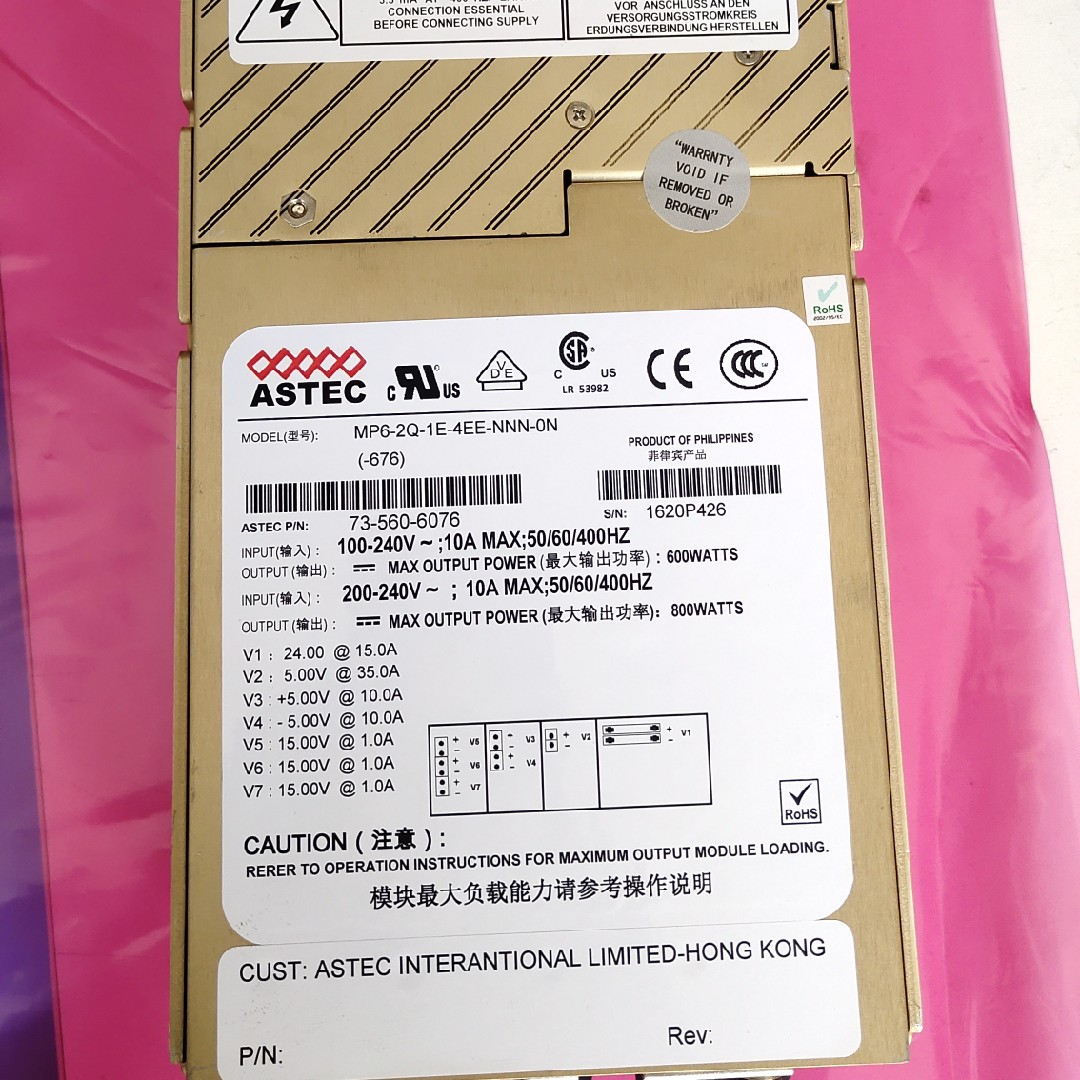 CONNECTION ESSENTIAL
BEFORE CONNECTING SUPPLY
VOR ANSCHLUSS AN DEN
VERSORGUNGSSTROMKREIS
ERDUNGSVERBINDUNG HERSTELLEN
"WARRNTY
VOID IF
REMOVED OR
BROKEN"
RoHS
2002/95/EC
ASTEC
c RU US
VDE
SA
C US
LR 53982
CE
CCC
MODEL(型号): MP6-2Q-1E-4EE-NNN-0N
(-676)
PRODUCT OF PHILIPPINES
菲律宾产品
ASTEC P/N: 73-560-6076
S/N: 1620P426
INPUT(输入): 100-240V ~ ;10A MAX;50/60/400HZ
OUTPUT(输出): MAX OUTPUT POWER(最大输出功率): 600WATTS
INPUT(输入): 200-240V ~ ; 10A MAX;50/60/400HZ
OUTPUT(输出): MAX OUTPUT POWER(最大输出功率): 800WATTS
V1 : 24.00 @ 15.0A
V2 : 5.00V @ 35.0A
V3 : +5.00V @ 10.0A
V4 : - 5.00V @ 10.0A
V5 : 15.00V @ 1.0A
V6 : 15.00V @ 1.0A
V7 : 15.00V @ 1.0A
+ V5 -
+ V6 -
+ V7 -
+ V3 -
+ V4 -
+ V2 -
+ V1 -
RoHS
CAUTION(注意):
RERER TO OPERATION INSTRUCTIONS FOR MAXIMUM OUTPUT MODULE LOADING.
模块最大负载能力请参考操作说明
CUST: ASTEC INTERANTIONAL LIMITED-HONG KONG
P/N:
Rev: